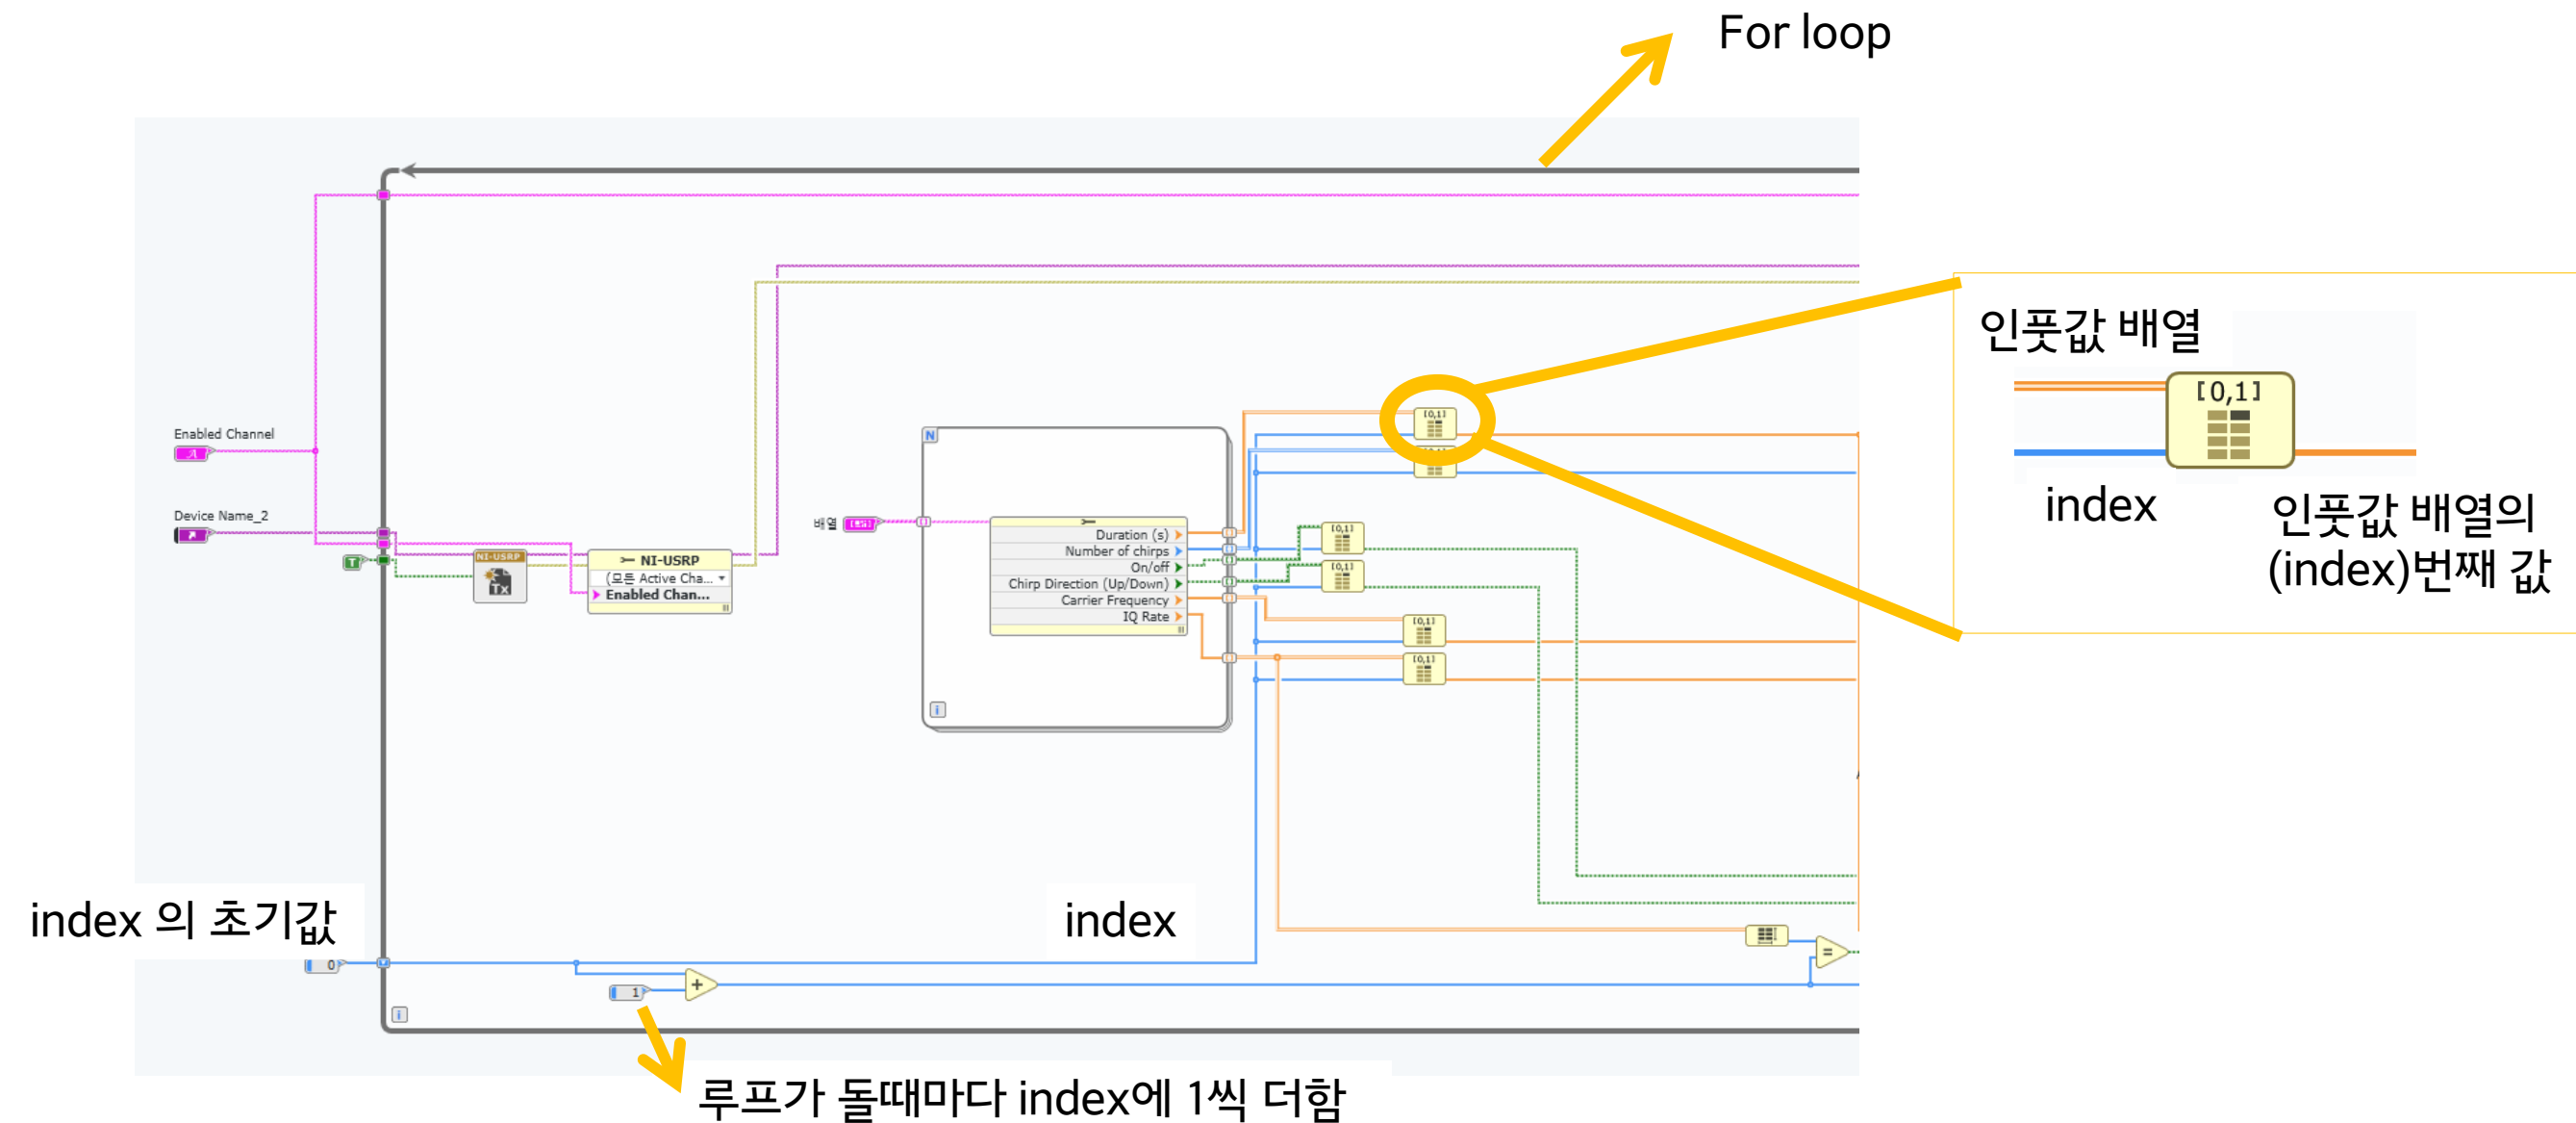 For loop
인풋값 배열
[0,1]
index
인풋값 배열의
(index)번째 값
Enabled Channel
Device Name_2
T
NI-USRP
Tx
NI-USRP
(모든 Active Cha...
Enabled Chan...
배열
N
Duration (s)
Number of chirps
On/off
Chirp Direction (Up/Down)
Carrier Frequency
IQ Rate
i
[0,1]
[0,1]
[0,1]
[0,1]
[0,1]
index 의 초기값
index
0
1
+
=
i
루프가 돌때마다 index에 1씩 더함